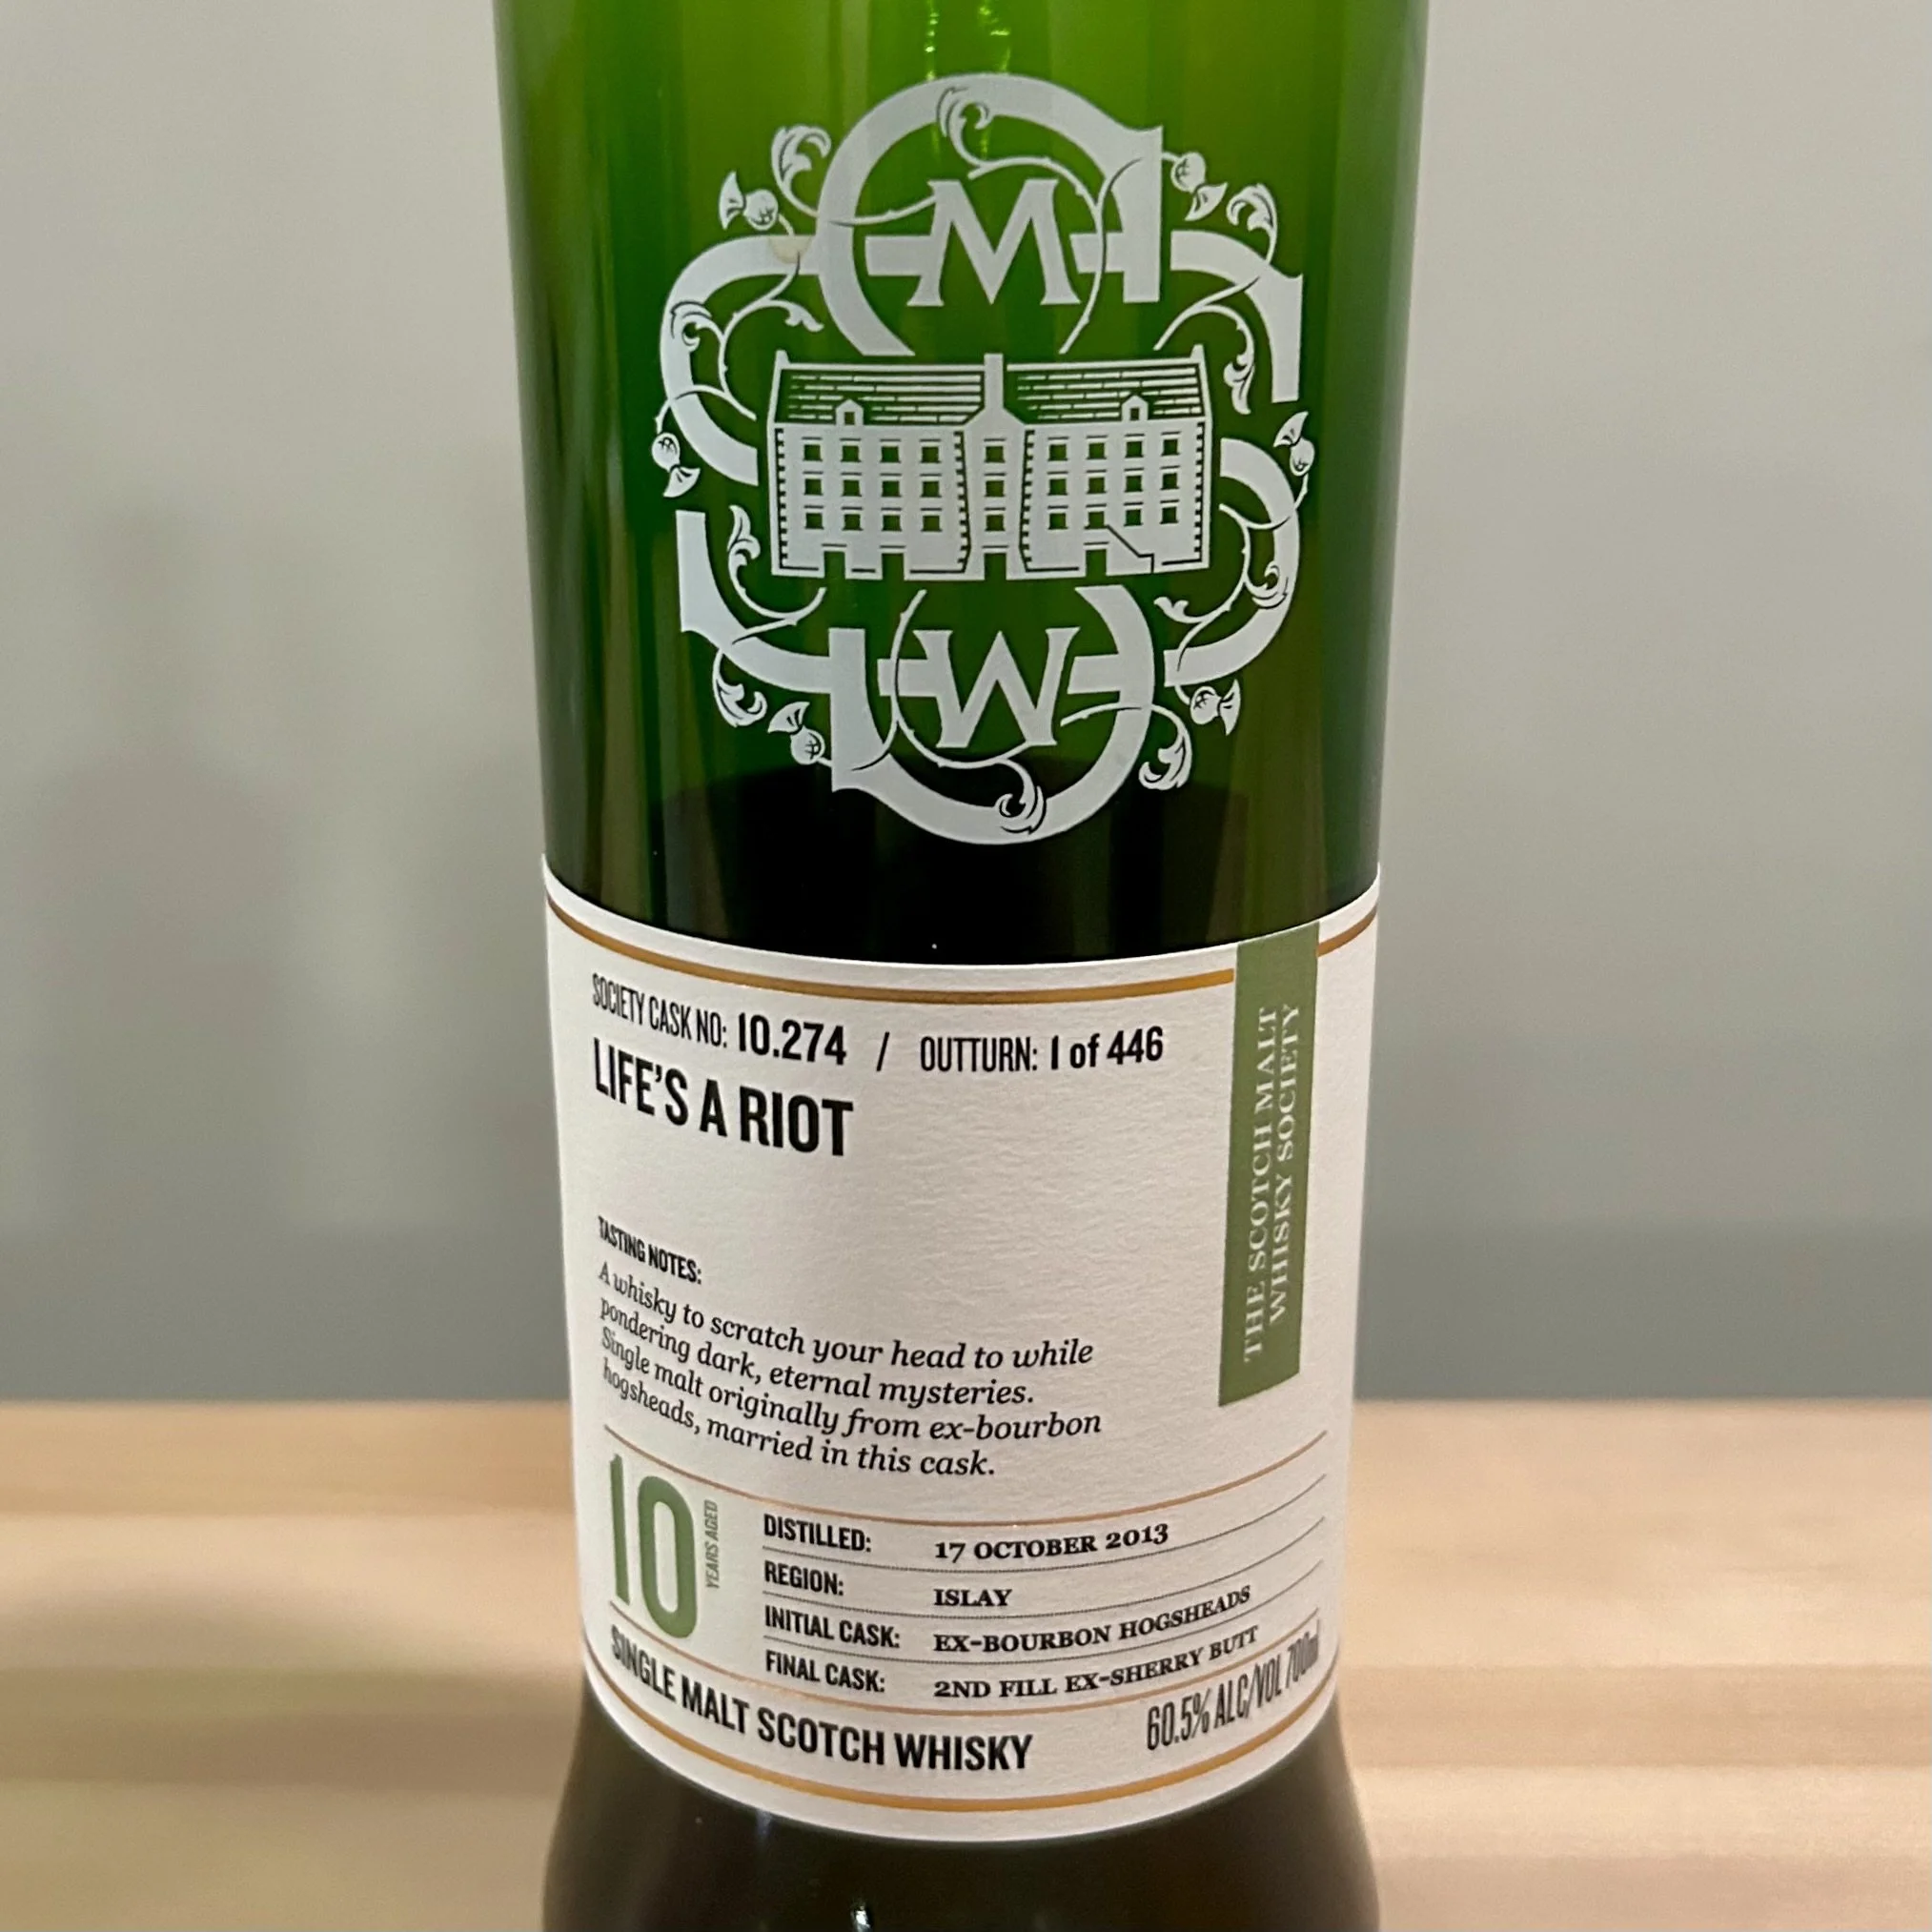 M
W
SOCIETY CASK NO: 10.274 / OUTTURN: 1 of 446
LIFE'S A RIOT
THE SCOTCH MALT
WHISKY SOCIETY
TASTING NOTES:
A whisky to scratch your head to while
pondering dark, eternal mysteries.
Single malt originally from ex-bourbon
hogsheads, married in this cask.
10
YEARS AGED
DISTILLED: 17 OCTOBER 2013
REGION: ISLAY
INITIAL CASK: EX-BOURBON HOGSHEADS
FINAL CASK: 2ND FILL EX-SHERRY BUTT
SINGLE MALT SCOTCH WHISKY 60.5% ALC/VOL 700ml